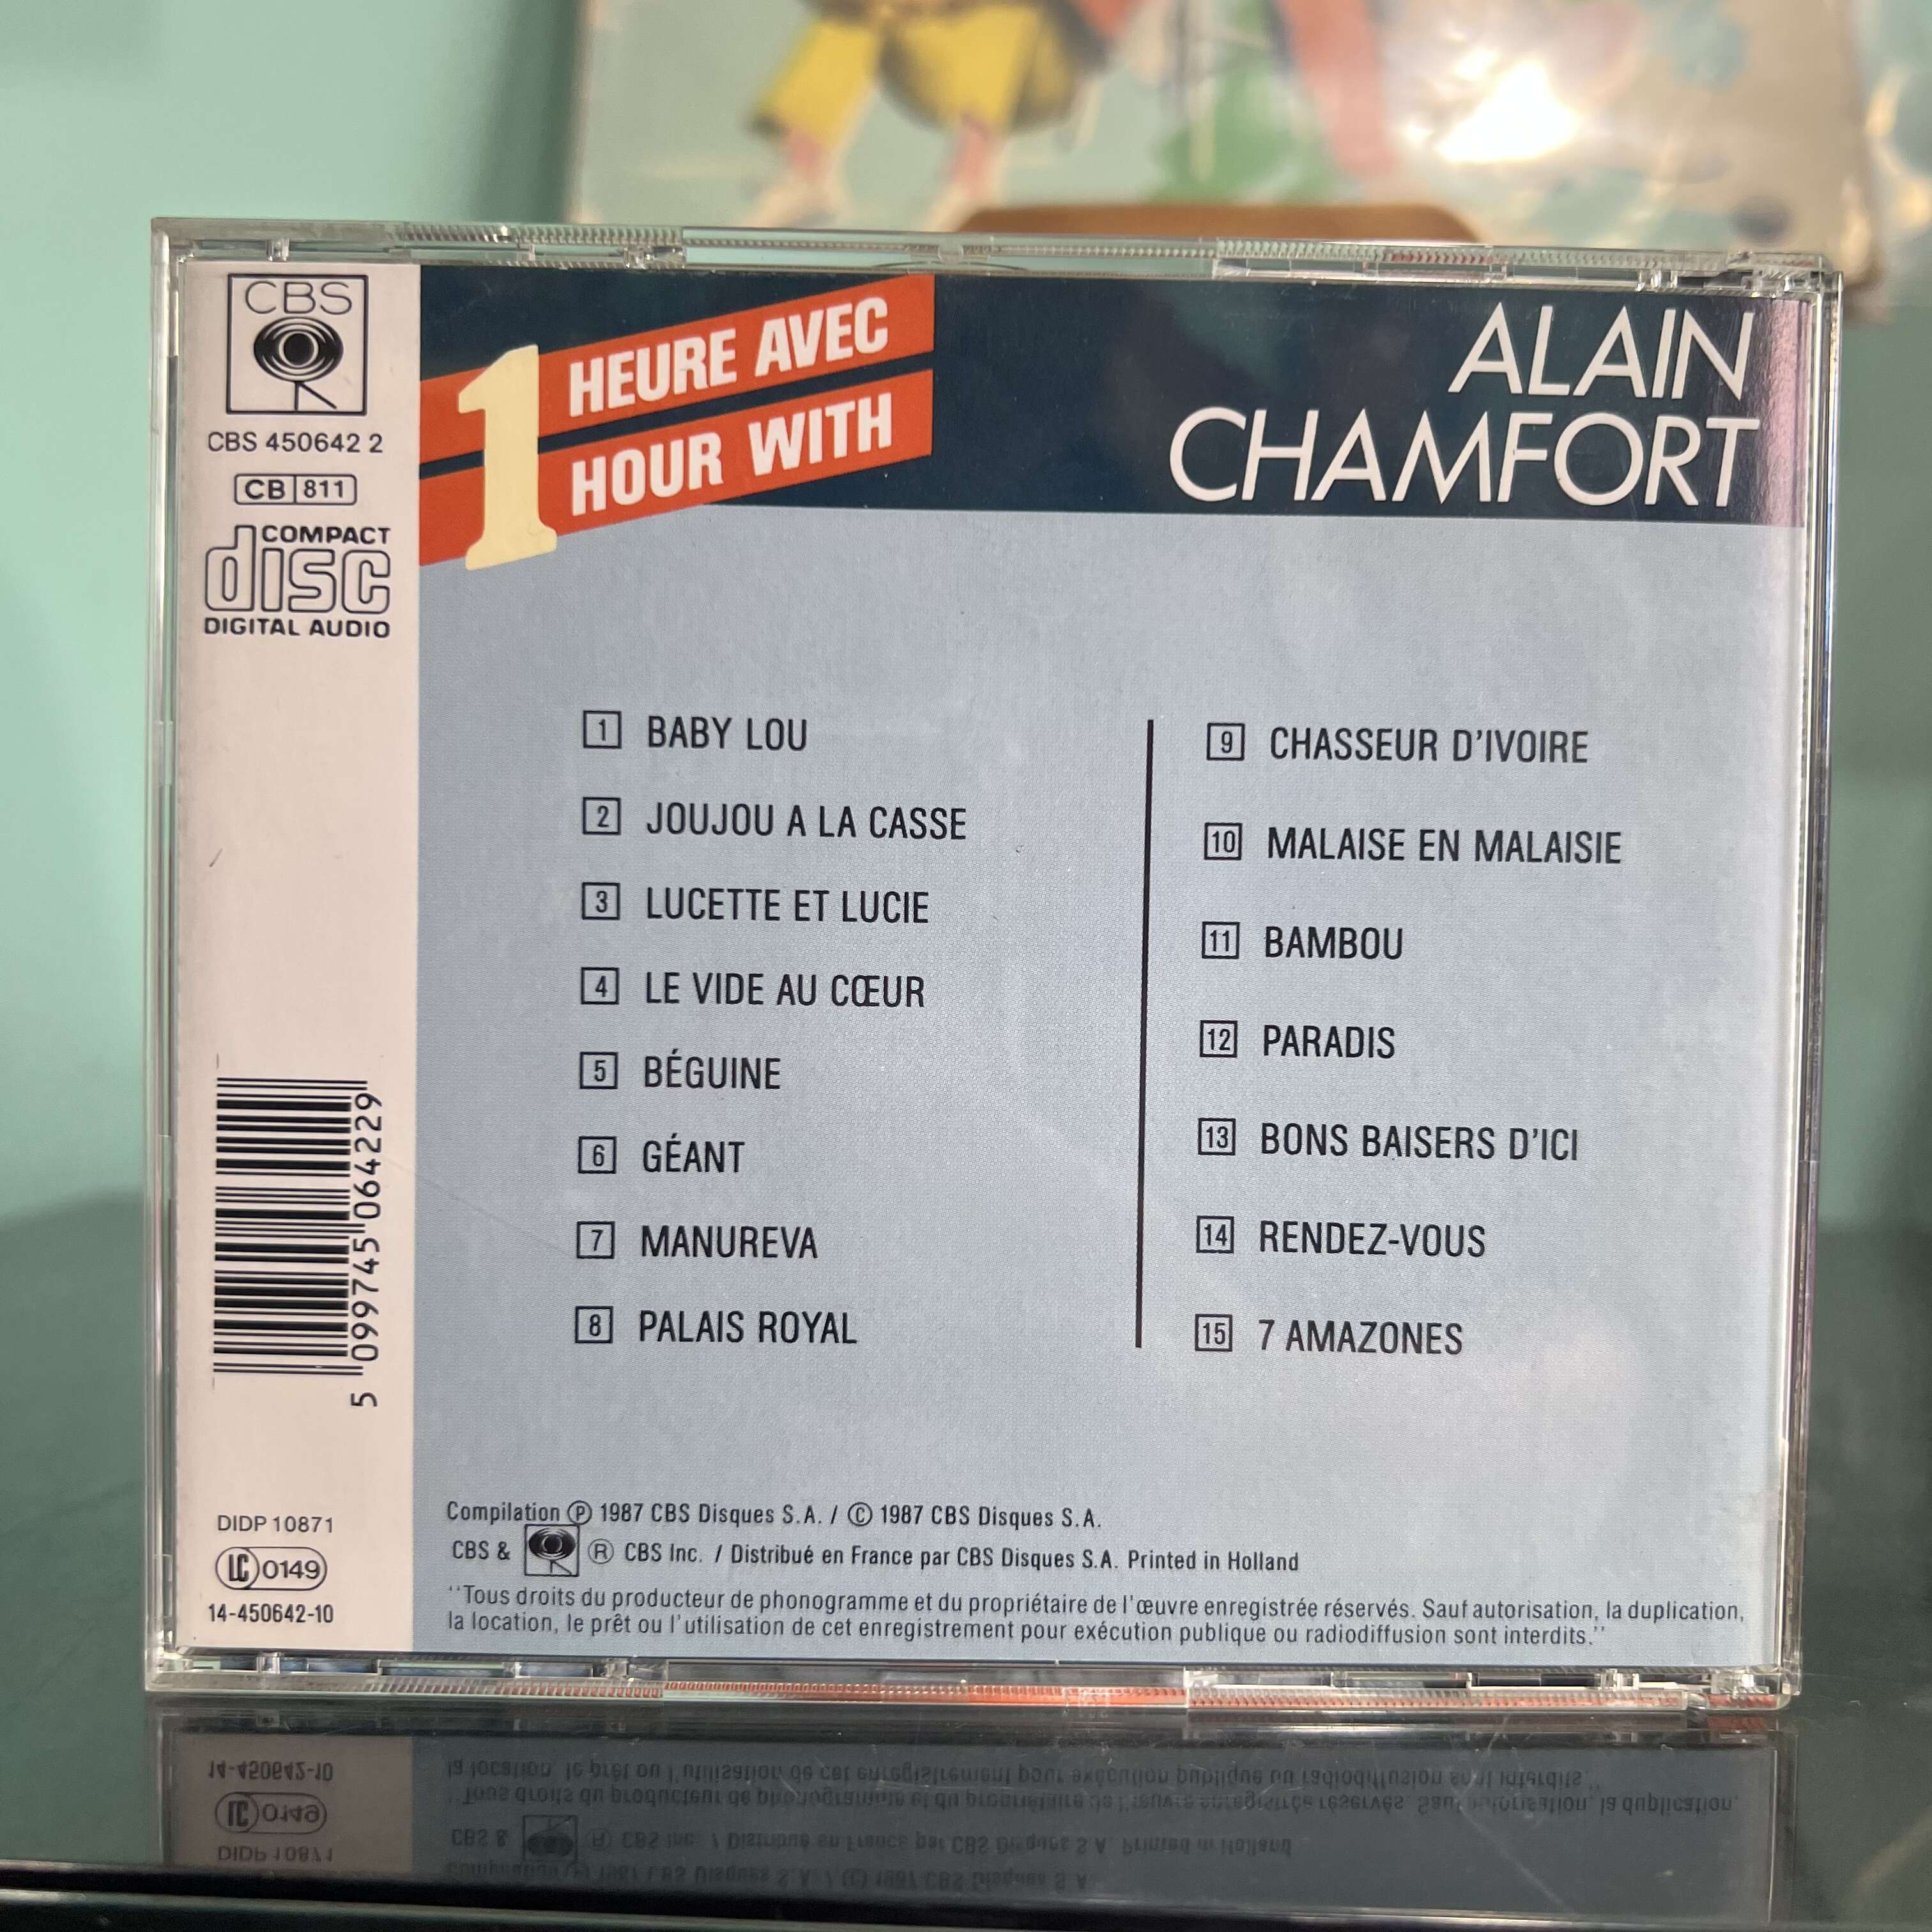 CBS
CBS 450642 2
CB 811
COMPACT
disc
DIGITAL AUDIO
1 HEURE AVEC
HOUR WITH
ALAIN
CHAMFORT
1 BABY LOU
2 JOUJOU A LA CASSE
3 LUCETTE ET LUCIE
4 LE VIDE AU CŒUR
5 BÉGUINE
6 GÉANT
7 MANUREVA
8 PALAIS ROYAL
9 CHASSEUR D'IVOIRE
10 MALAISE EN MALAISIE
11 BAMBOU
12 PARADIS
13 BONS BAISERS D'ICI
14 RENDEZ-VOUS
15 7 AMAZONES
5 099745 064229
DIDP 10871
LC 0149
14-450642-10
Compilation Ⓟ 1987 CBS Disques S.A. / © 1987 CBS Disques S.A.
CBS & ® CBS Inc. / Distribué en France par CBS Disques S.A. Printed in Holland
"Tous droits du producteur de phonogramme et du propriétaire de l'œuvre enregistrée réservés. Sauf autorisation, la duplication,
la location, le prêt ou l'utilisation de cet enregistrement pour exécution publique ou radiodiffusion sont interdits."